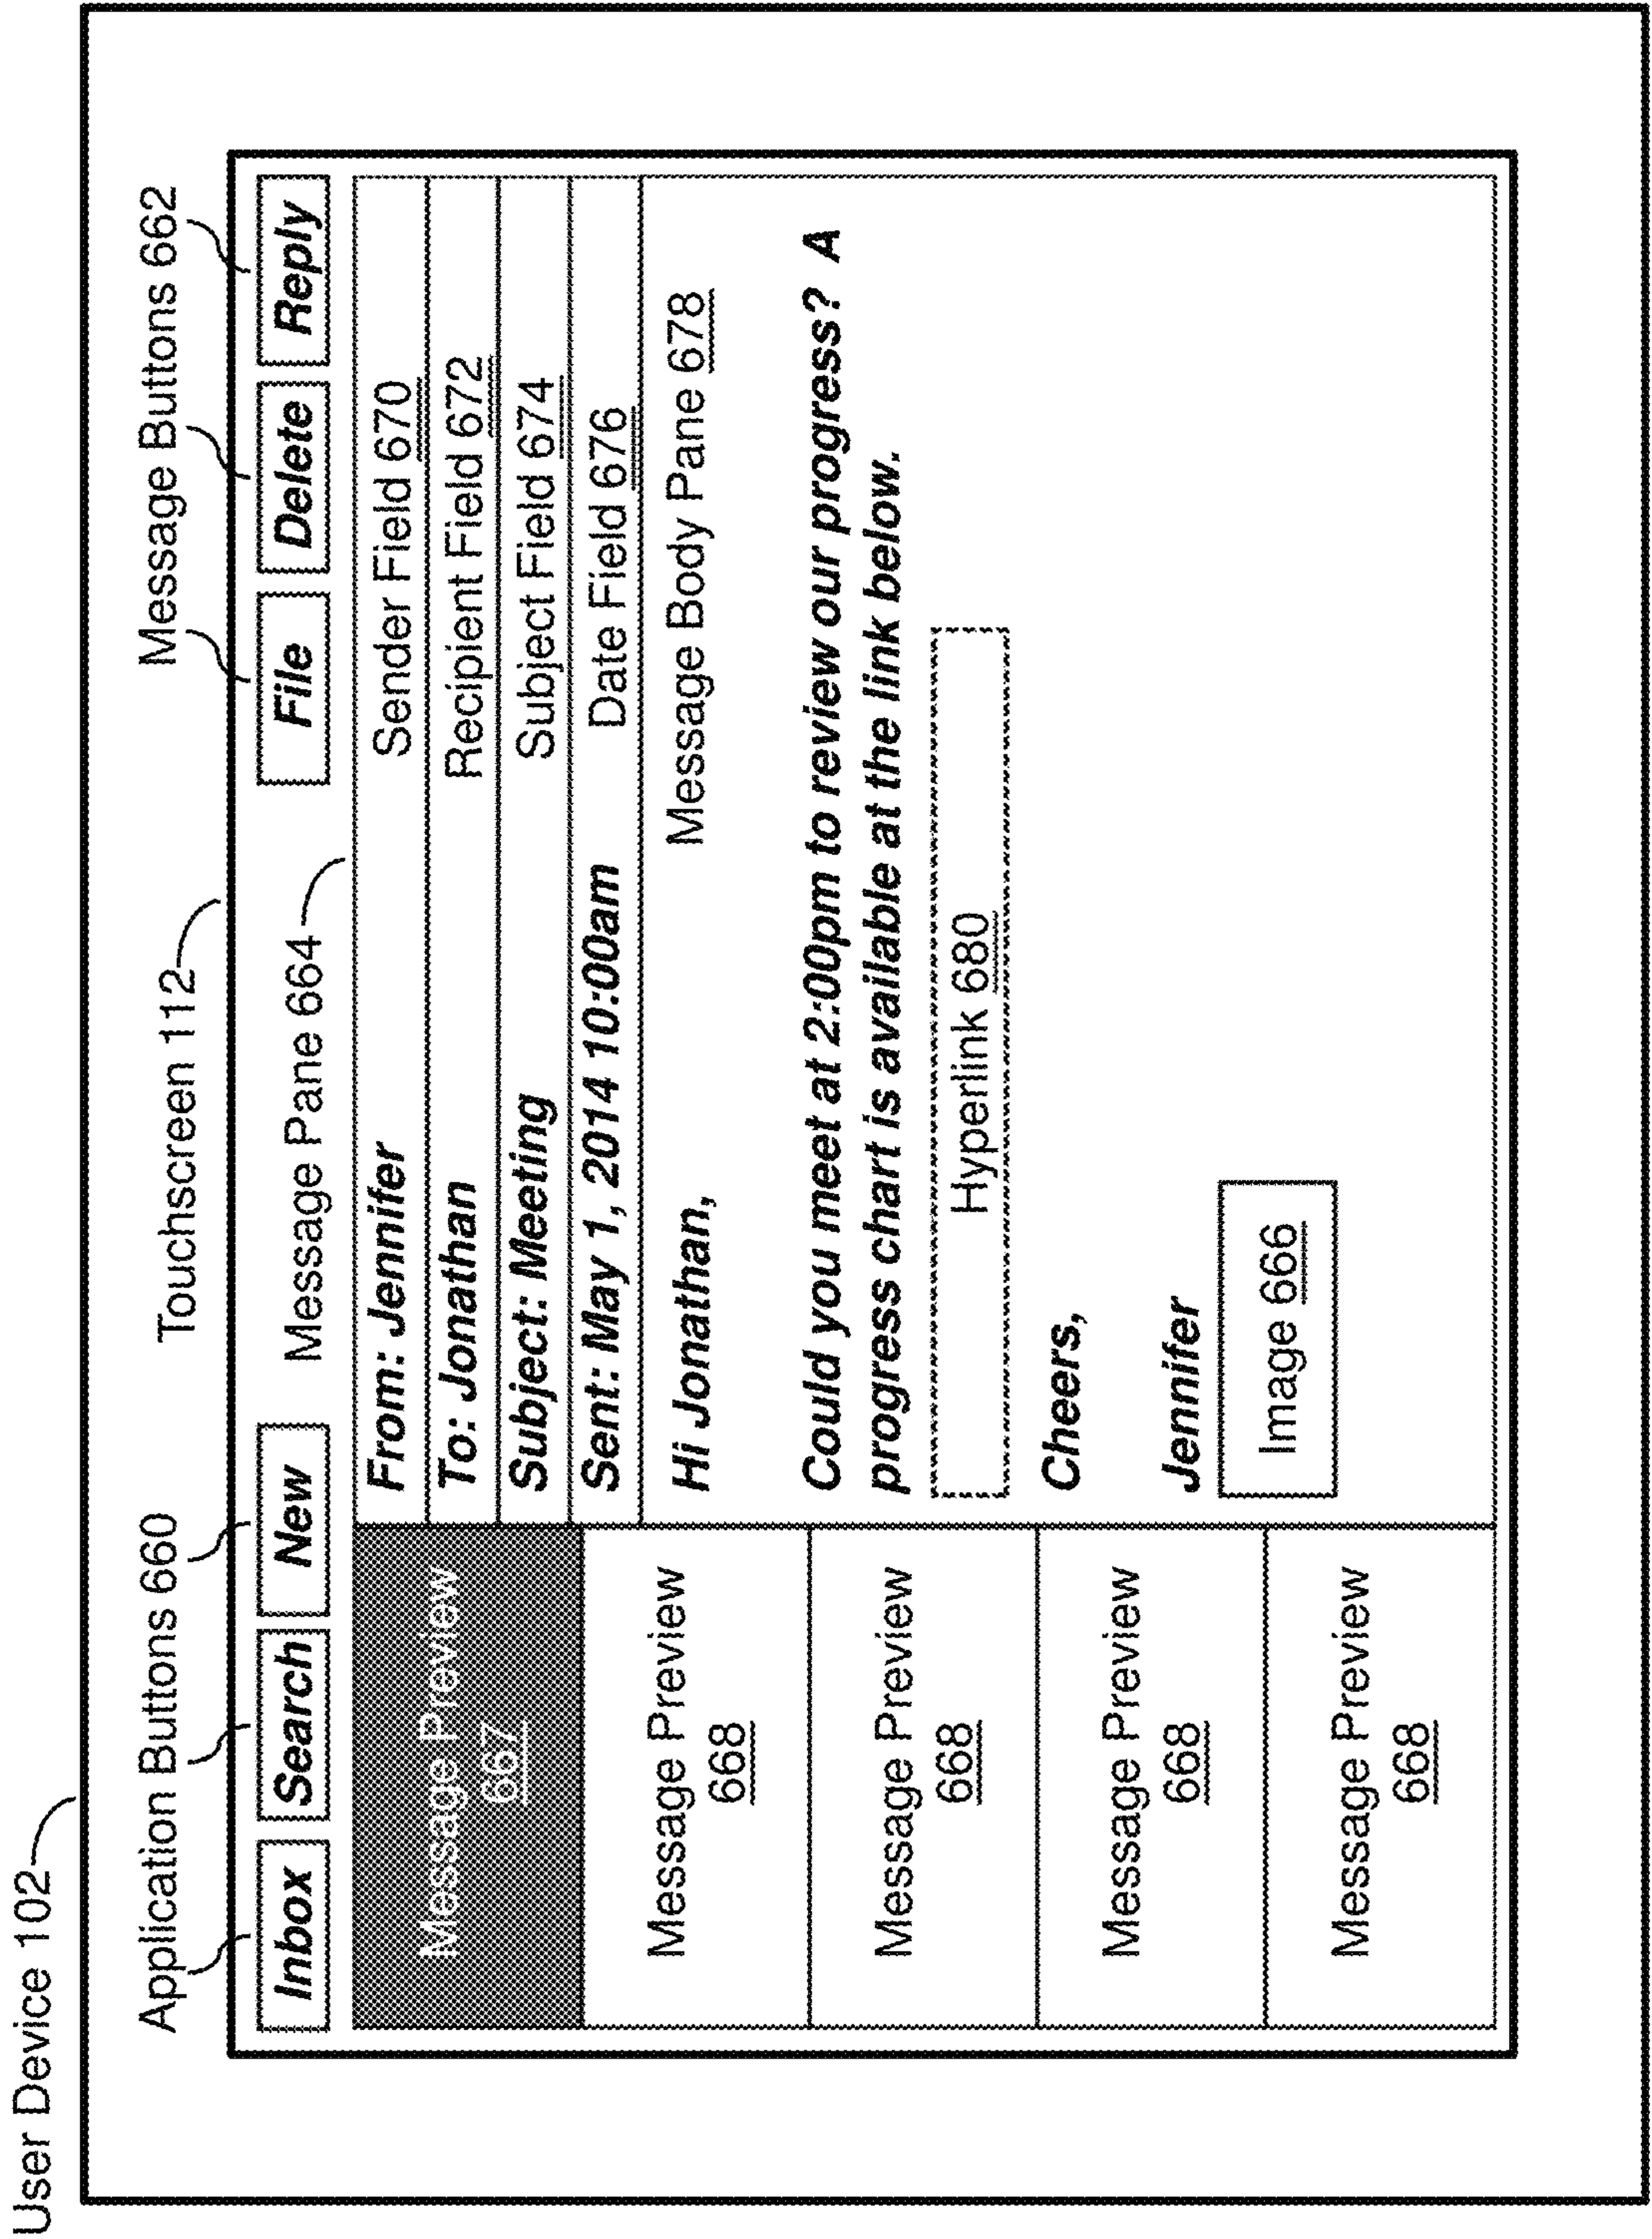 User Device 102
Touchscreen 112
Application Buttons 660
Message Buttons 662
Message Pane 664
Inbox
Search
New
File
Delete
Reply
Message Preview
667
Message Preview
668
Message Preview
668
Message Preview
668
Message Preview
668
From: Jennifer
Sender Field 670
To: Jonathan
Recipient Field 672
Subject: Meeting
Subject Field 674
Sent: May 1, 2014 10:00am
Date Field 676
Message Body Pane 678
Hi Jonathan,
Could you meet at 2:00pm to review our progress? A
progress chart is available at the link below.
Hyperlink 680
Cheers,
Jennifer
Image 666